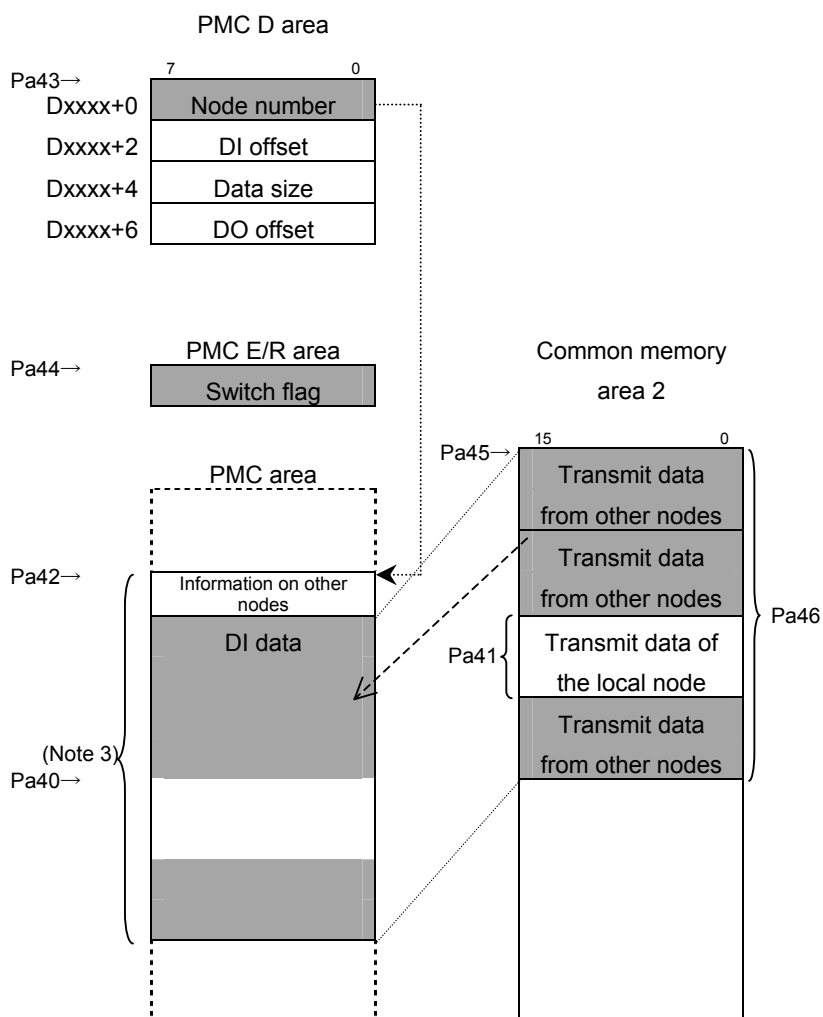 PMC D area
7 0
Pa43→
Dxxxx+0 Node number
Dxxxx+2 DI offset
Dxxxx+4 Data size
Dxxxx+6 DO offset
PMC E/R area
Pa44→
Switch flag
Common memory
area 2
15 0
Pa45→
PMC area
Transmit data
from other nodes
Transmit data
from other nodes
Pa42→
Information on other
nodes
Pa46
DI data
Pa41
Transmit data of
the local node
Transmit data
from other nodes
(Note 3)
Pa40→